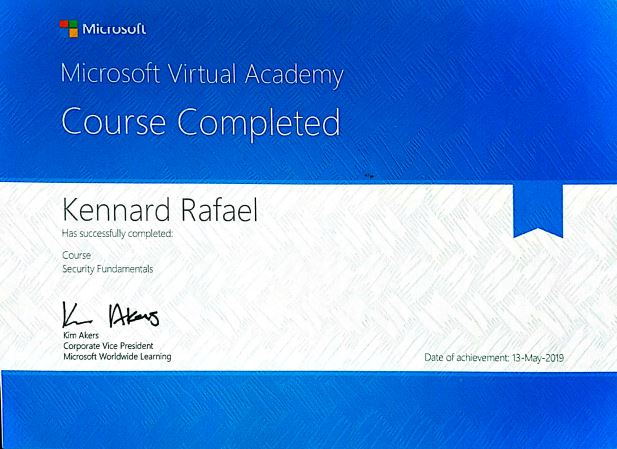 Microsoft
Microsoft Virtual Academy
Course Completed
Kennard Rafael
Has successfully completed:
Course
Security Fundamentals
Kim Akers
Kim Akers
Corporate Vice President
Microsoft Worldwide Learning
Date of achievement: 13-May-2019